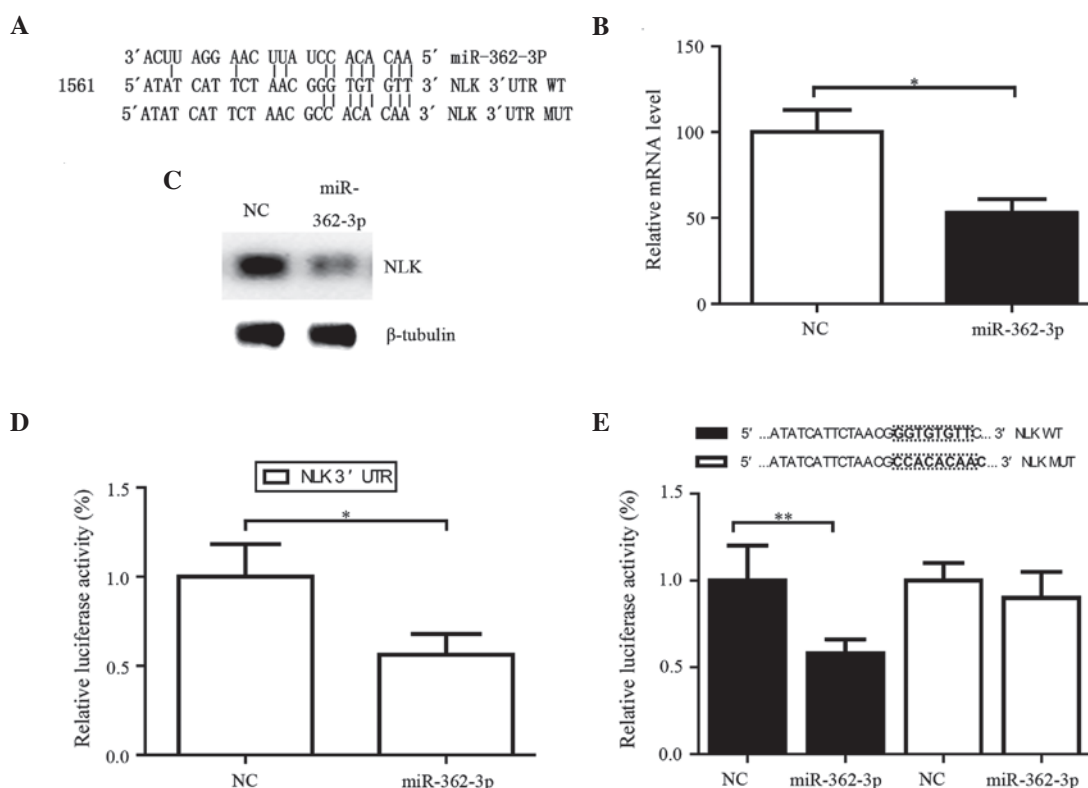 A
3′ACUU AGG AAC UUA UCC ACA CAA 5′ miR-362-3P
1561 5′ATAT CAT TCT AAC GGG TGT GTT 3′ NLK 3′UTR WT
5′ATAT CAT TCT AAC GCC ACA CAA 3′ NLK 3′UTR MUT
B
Relative mRNA level
150
100
50
0
*
NC
miR-362-3p
C
NC
miR-
362-3p
NLK
β-tubulin
D
NLK 3′ UTR
Relative luciferase activity (%)
1.5
1.0
0.5
0.0
*
NC
miR-362-3p
E
5′ ...ATATCATTCTAACGGGTGTGTTC... 3′ NLK WT
5′ ...ATATCATTCTAACGCCACACAAC... 3′ NLK MUT
Relative luciferase activity (%)
1.5
1.0
0.5
0.0
**
NC
miR-362-3p
NC
miR-362-3p